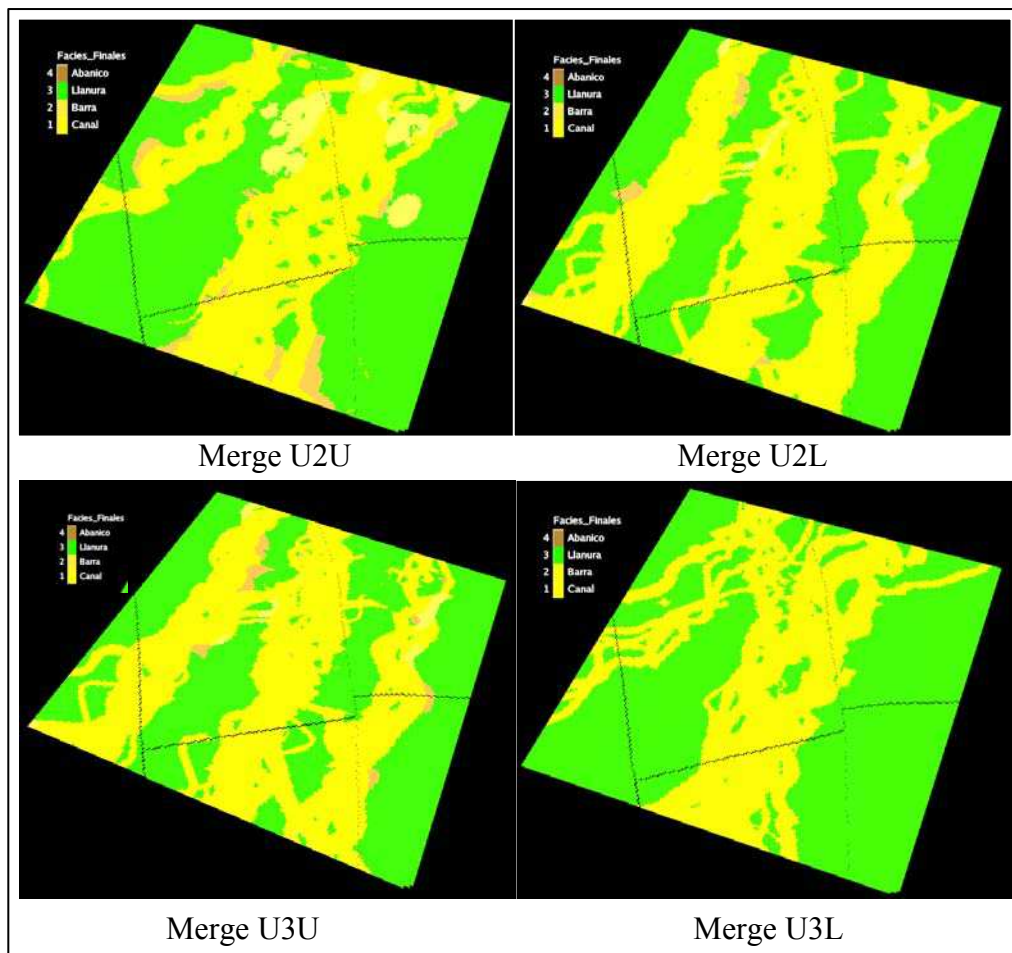 Facies_Finales
4 Abanico
3 Llanura
2 Barra
1 Canal
Facies_Finales
4 Abanico
3 Llanura
2 Barra
1 Canal
Merge U2U
Merge U2L
Facies_Finales
4 Abanico
3 Llanura
2 Barra
1 Canal
Facies_Finales
4 Abanico
3 Llanura
2 Barra
1 Canal
Merge U3U
Merge U3L